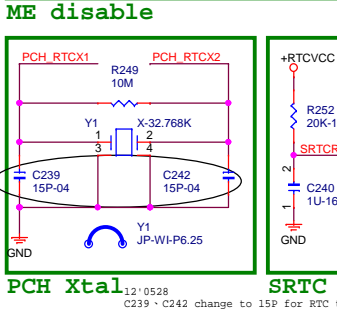 ME disable
PCH_RTCX1
PCH_RTCX2
R249
10M
Y1
X-32.768K
1
2
3
4
C239
15P-04
C242
15P-04
Y1
JP-WI-P6.25
GND
PCH Xtal
12'0528
C239、C242 change to 15P for RTC
+RTCVCC
R252
20K-1
SRTCR
2
C240
1U-16
1
GND
SRTC